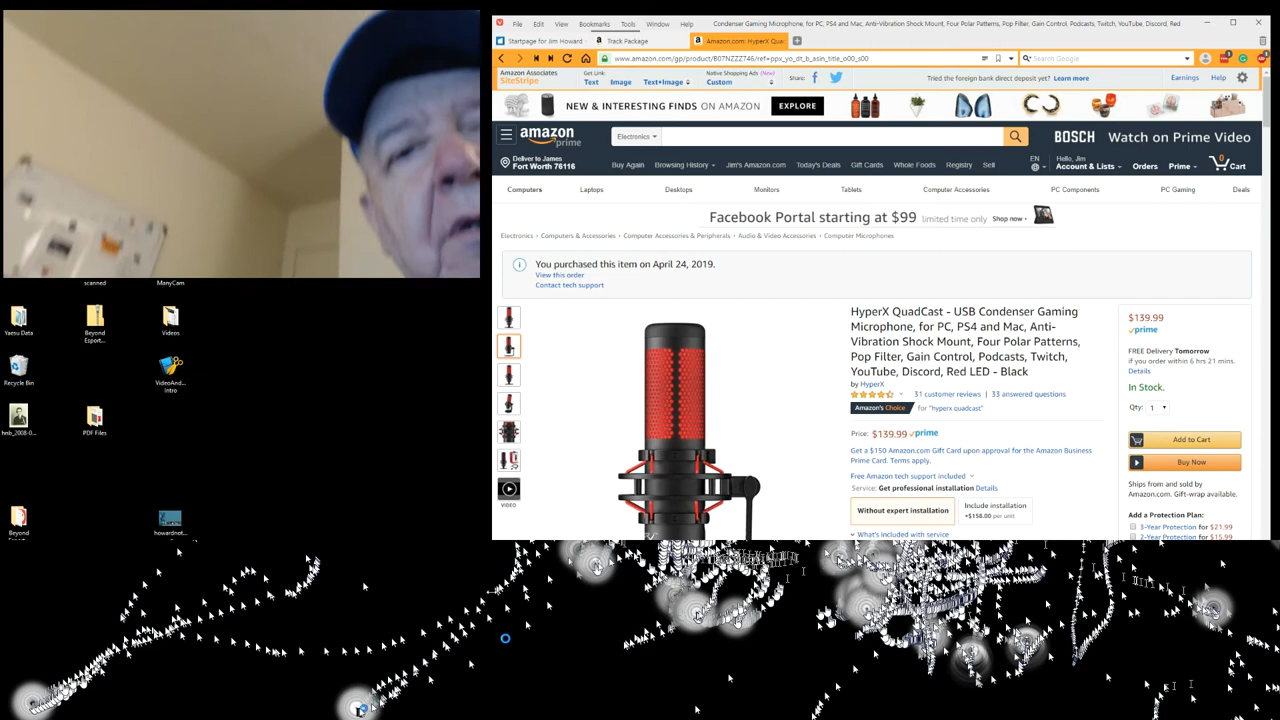 File Edit View Bookmarks Tools Window Help Condenser Gaming Microphone, for PC, PS4 and Mac, Anti-Vibration Shock Mount, Four Polar Patterns, Pop Filter, Gain Control, Podcasts, Twitch, YouTube, Discord, Red
Startpage for Jim Howard
Track Package
Amazon.com: HyperX Qua
www.amazon.com/gp/product/B07NZZZ746/ref=ppx_yo_dt_b_asin_title_o00_s00
Search Google
Amazon Associates
SiteStripe
Get Link:
Text Image Text+Image
Native Shopping Ads (New)
Custom
Share:
Tried the foreign bank direct deposit yet? Learn more
Earnings Help
NEW & INTERESTING FINDS ON AMAZON EXPLORE
amazon
prime
Electronics
BOSCH Watch on Prime Video
Deliver to James
Fort Worth 76116
Buy Again Browsing History Jim's Amazon.com Today's Deals Gift Cards Whole Foods Registry Sell
EN
Hello, Jim
Account & Lists
Orders
Prime
0
Cart
Computers Laptops Desktops Monitors Tablets Computer Accessories PC Components PC Gaming Deals
Facebook Portal starting at $99 limited time only Shop now ›
Electronics › Computers & Accessories › Computer Accessories & Peripherals › Audio & Video Accessories › Computer Microphones
You purchased this item on April 24, 2019.
View this order
Contact tech support
HyperX QuadCast - USB Condenser Gaming
Microphone, for PC, PS4 and Mac, Anti-
Vibration Shock Mount, Four Polar Patterns,
Pop Filter, Gain Control, Podcasts, Twitch,
YouTube, Discord, Red LED - Black
by HyperX
31 customer reviews | 33 answered questions
Amazon's Choice for "hyperx quadcast"
Price: $139.99 prime
Get a $150 Amazon.com Gift Card upon approval for the Amazon Business
Prime Card. Terms apply.
Free Amazon tech support included
Service: Get professional installation Details
Without expert installation
Include installation
+$158.00 per unit
What's included with service
VIDEO
$139.99
prime
FREE Delivery Tomorrow
if you order within 6 hrs 21 mins.
Details
In Stock.
Qty: 1
Add to Cart
Buy Now
Ships from and sold by
Amazon.com. Gift-wrap available.
Add a Protection Plan:
3-Year Protection for $21.99
2-Year Protection for $15.99
scanned
ManyCam
Yaesu Data
Beyond
Esport...
Videos
Recycle Bin
VideoAnd...
Intro
hnb_2008-0...
PDF Files
Beyond
Esport...
howardnet...